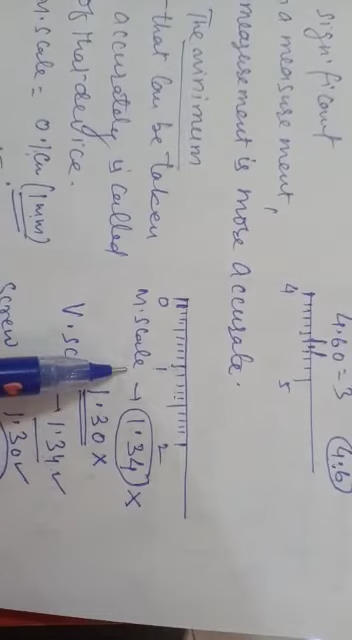 significant
a measurement,
measurement is more accurate.
4.60 = 3 4.6
4 5
The minimum
that can be taken
accurately is called
of that device.
M.scale = 0.1cm (1mm)
0 1 2
M.scale → 1.34 X
1.30 X
V.sc → 1.34 ✓
Screw 1.30 ✓